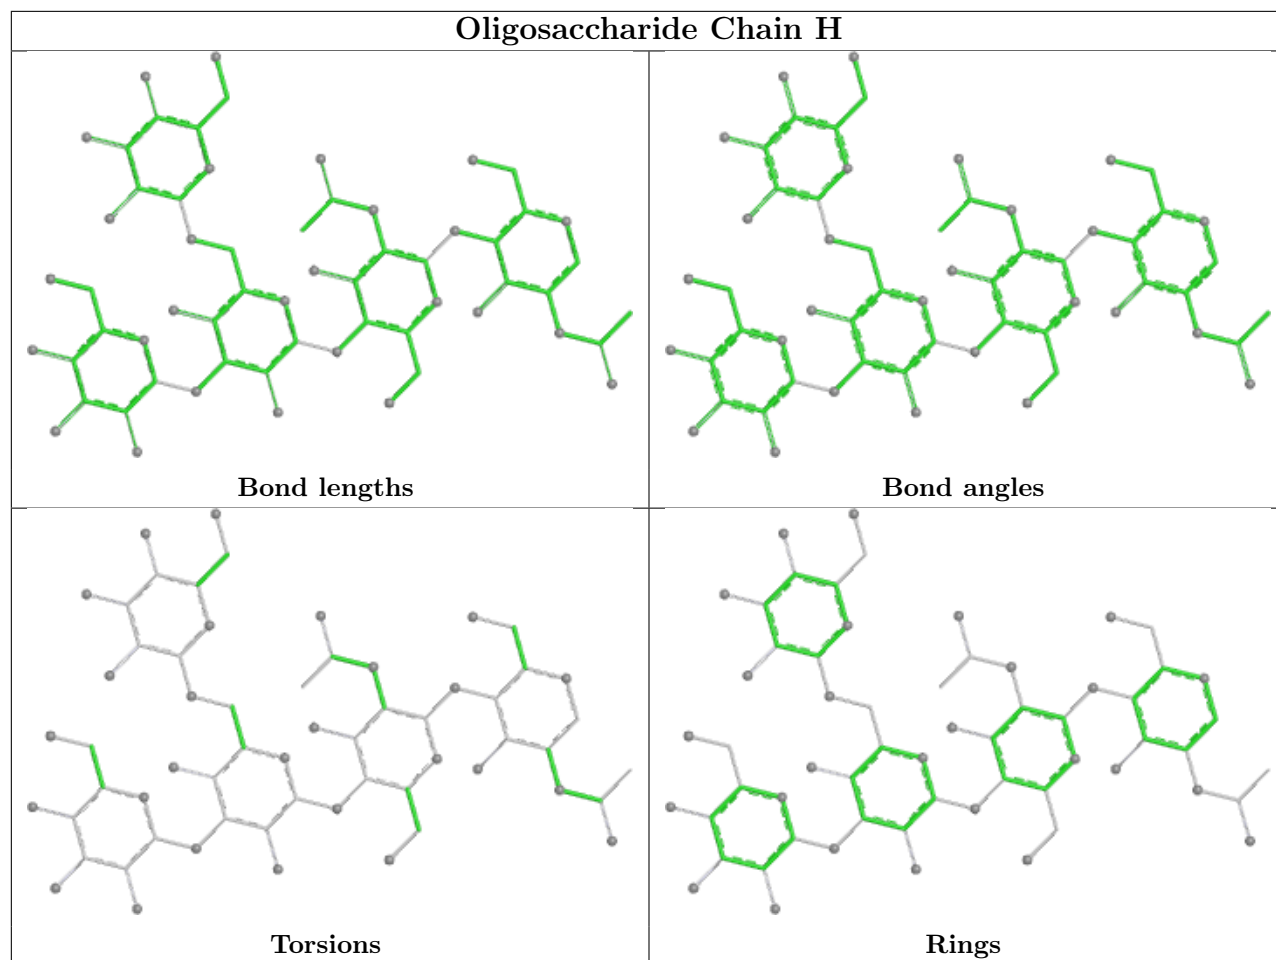 Oligosaccharide Chain H
Bond lengths
Bond angles
Torsions
Rings